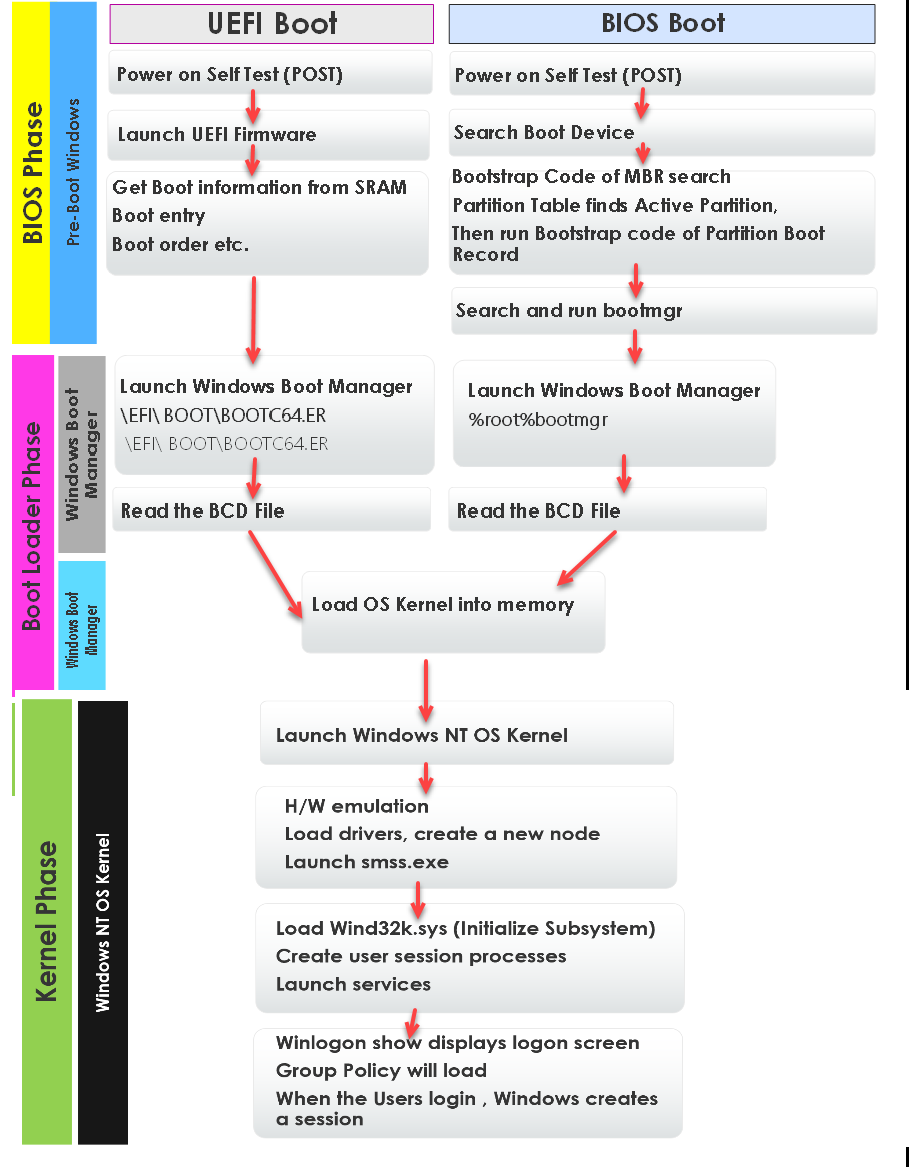 UEFI Boot
BIOS Boot
BIOS Phase
Pre-Boot Windows
Power on Self Test (POST)
Launch UEFI Firmware
Get Boot information from SRAM
Boot entry
Boot order etc.
Power on Self Test (POST)
Search Boot Device
Bootstrap Code of MBR search
Partition Table finds Active Partition,
Then run Bootstrap code of Partition Boot
Record
Search and run bootmgr
Boot Loader Phase
Windows Boot
Manager
Launch Windows Boot Manager
\EFI\ BOOT\BOOTC64.ER
\EFI\ BOOT\BOOTC64.ER
Read the BCD File
Launch Windows Boot Manager
%root%bootmgr
Read the BCD File
Windows Boot
Manager
Load OS Kernel into memory
Kernel Phase
Windows NT OS Kernel
Launch Windows NT OS Kernel
H/W emulation
Load drivers, create a new node
Launch smss.exe
Load Wind32k.sys (Initialize Subsystem)
Create user session processes
Launch services
Winlogon show displays logon screen
Group Policy will load
When the Users login , Windows creates
a session